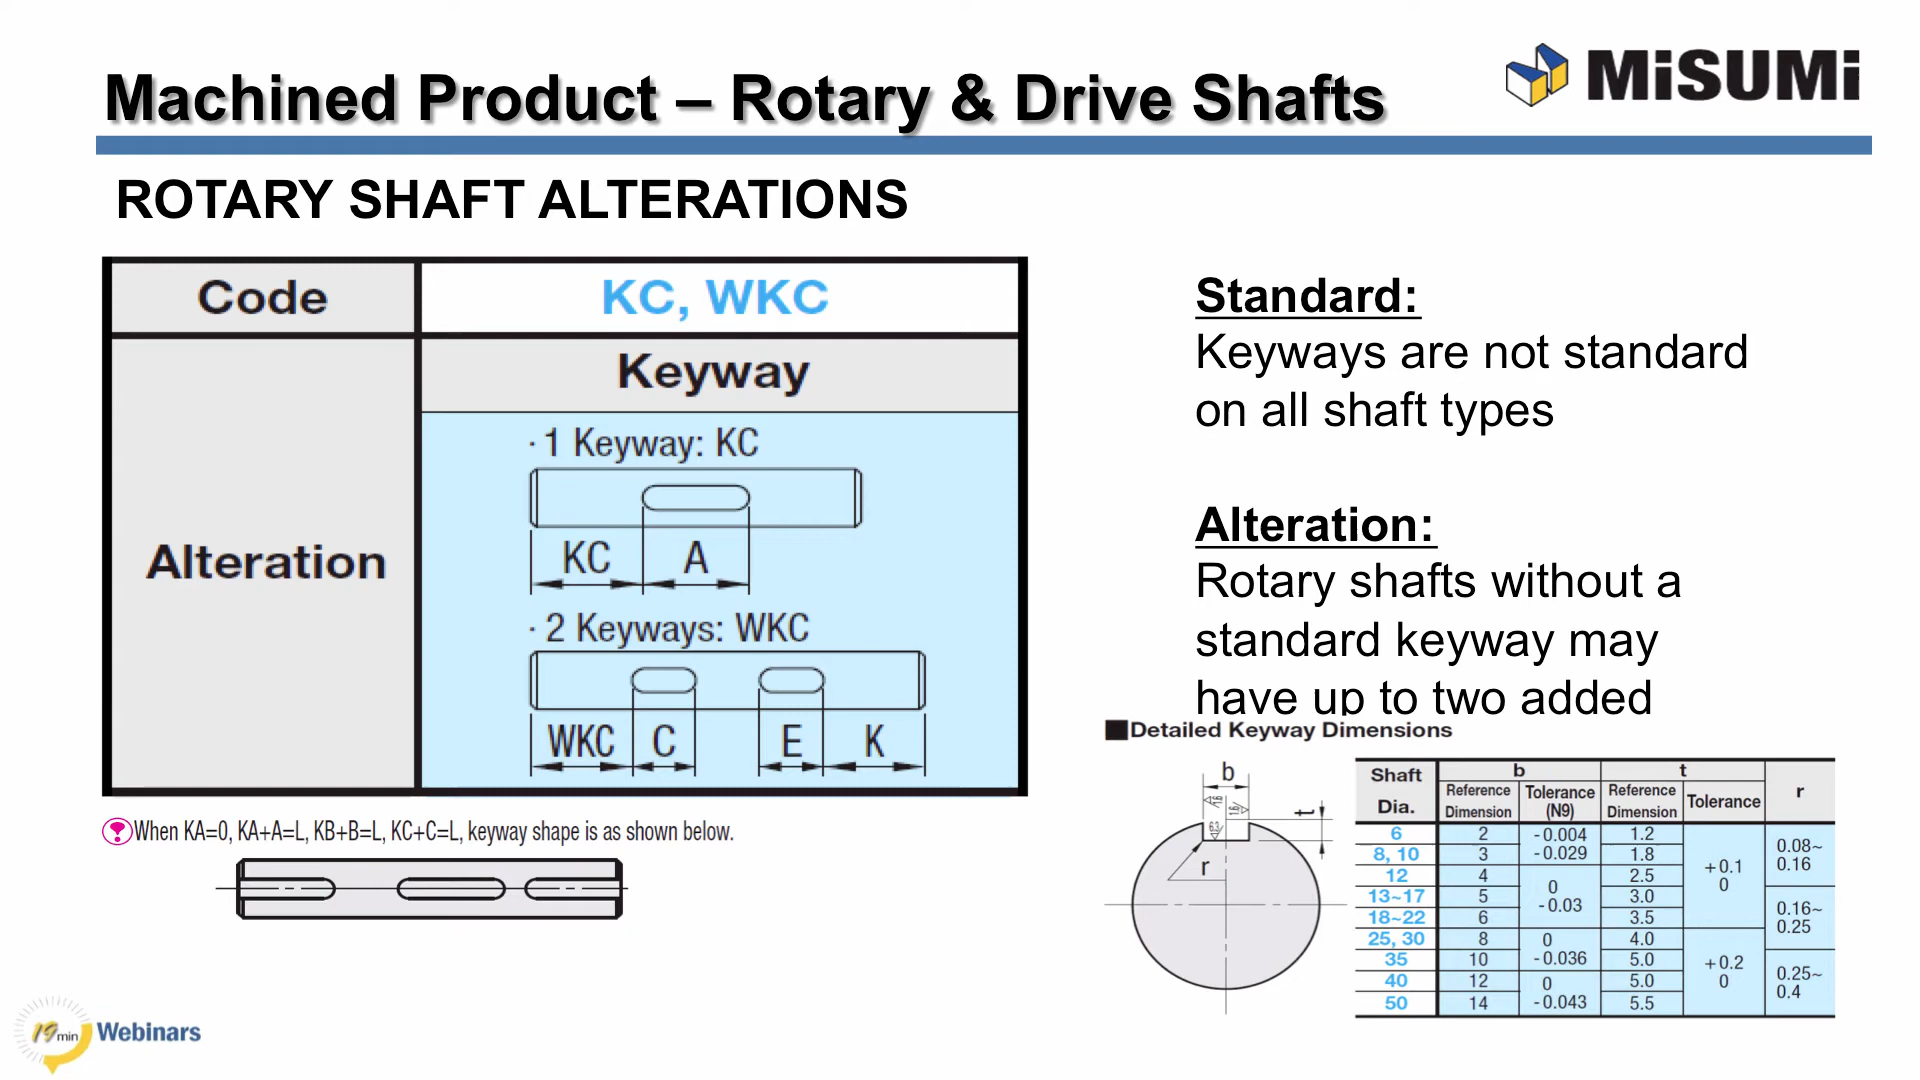 Machined Product – Rotary & Drive Shafts
MiSUMi
ROTARY SHAFT ALTERATIONS
Code
KC, WKC
Alteration
Keyway
· 1 Keyway: KC
KC A
· 2 Keyways: WKC
WKC C E K
When KA=0, KA+A=L, KB+B=L, KC+C=L, keyway shape is as shown below.
Standard:
Keyways are not standard
on all shaft types
Alteration:
Rotary shafts without a
standard keyway may
have up to two added
■Detailed Keyway Dimensions
b
t
1.6
1.6
6.3
r
Shaft Dia. b t r
Reference Dimension Tolerance (N9) Reference Dimension Tolerance
6 2 -0.004 1.2
8, 10 3 -0.029 1.8
12 4 2.5
13~17 5 3.0
18~22 6 3.5
0
-0.03
+0.1
0
0.08~
0.16
25, 30 8 0 4.0
35 10 -0.036 5.0
40 12 0 5.0
50 14 -0.043 5.5
+0.2
0
0.16~
0.25
0.25~
0.4
19min Webinars